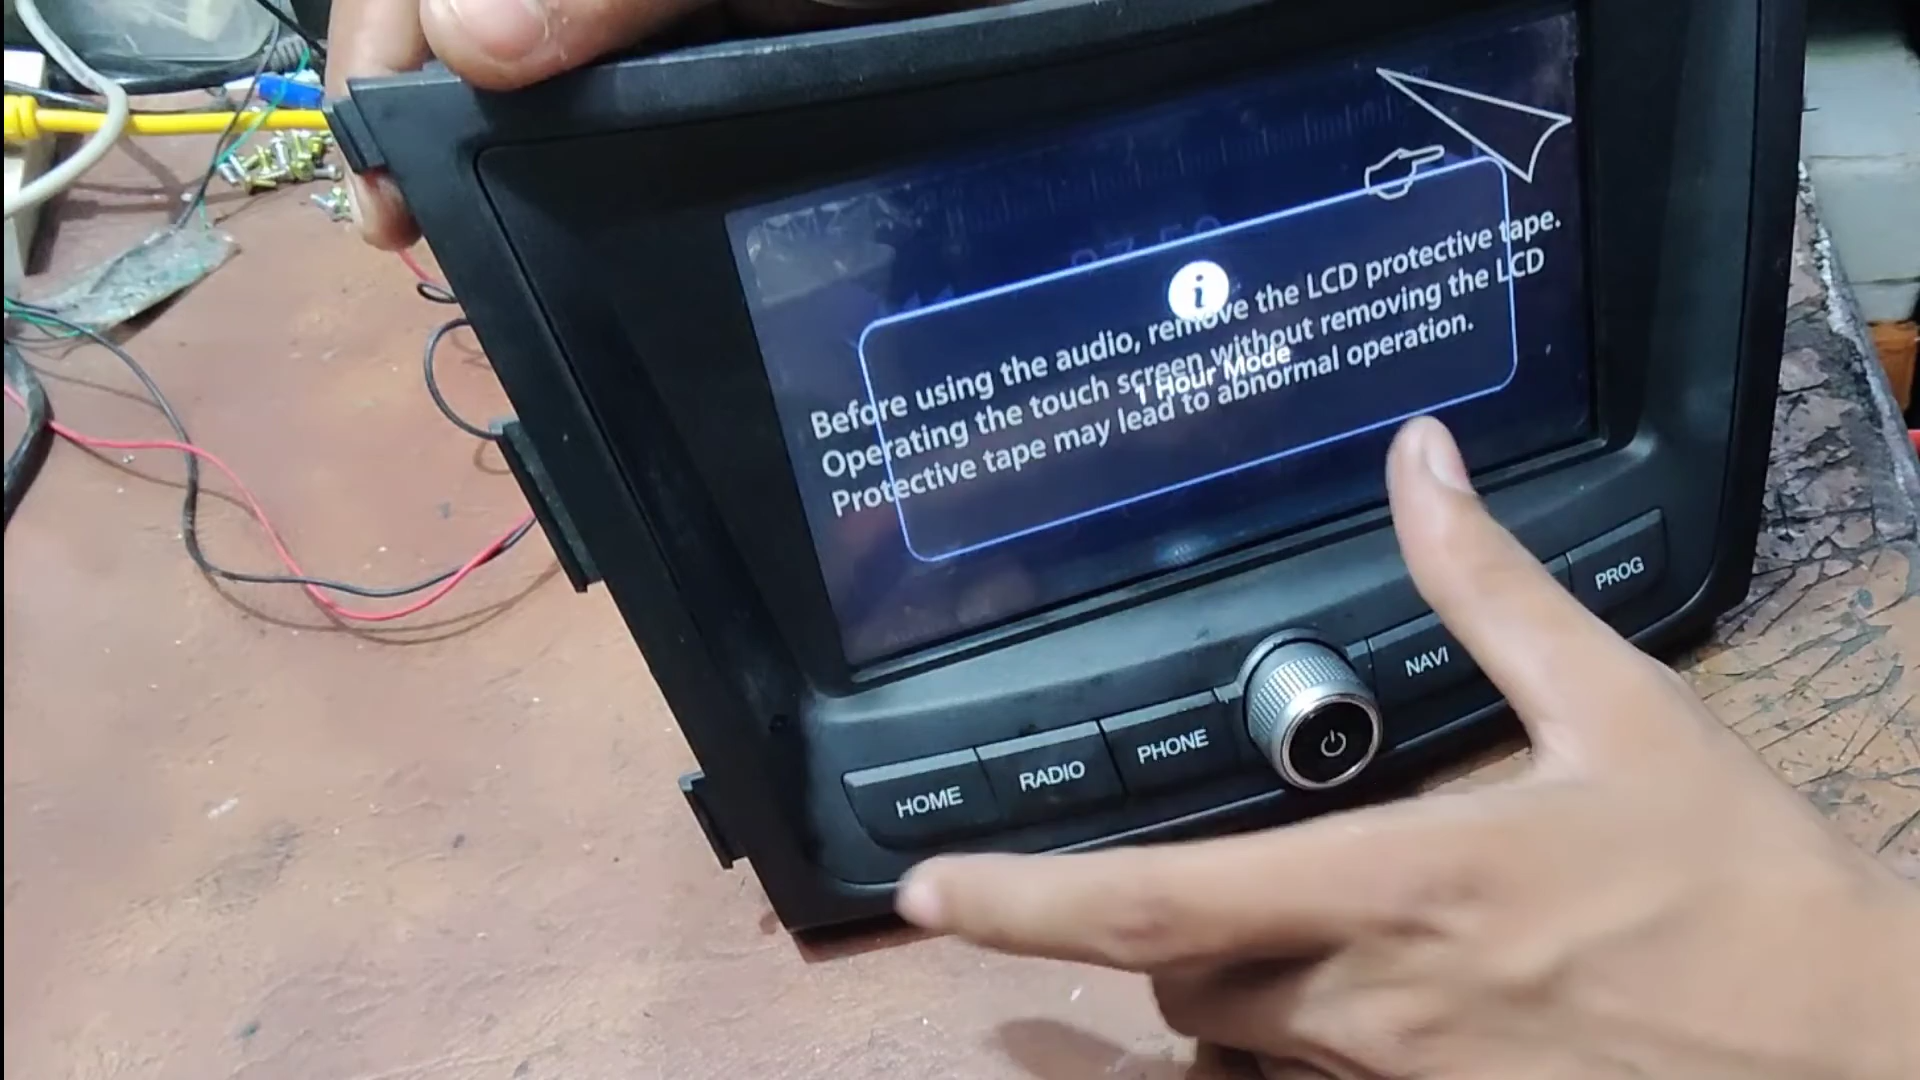 Before using the audio, remove the LCD protective tape.
Operating the touch screen without removing the LCD
Protective tape may lead to abnormal operation.
1 Hour Mode
HOME
RADIO
PHONE
NAVI
PROG